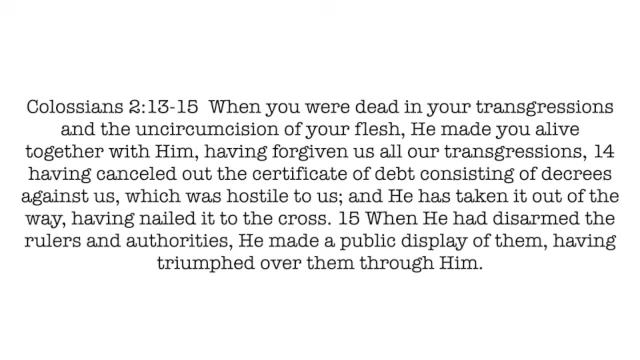 Colossians 2:13-15  When you were dead in your transgressions
and the uncircumcision of your flesh, He made you alive
together with Him, having forgiven us all our transgressions, 14
having canceled out the certificate of debt consisting of decrees
against us, which was hostile to us; and He has taken it out of the
way, having nailed it to the cross. 15 When He had disarmed the
rulers and authorities, He made a public display of them, having
triumphed over them through Him.